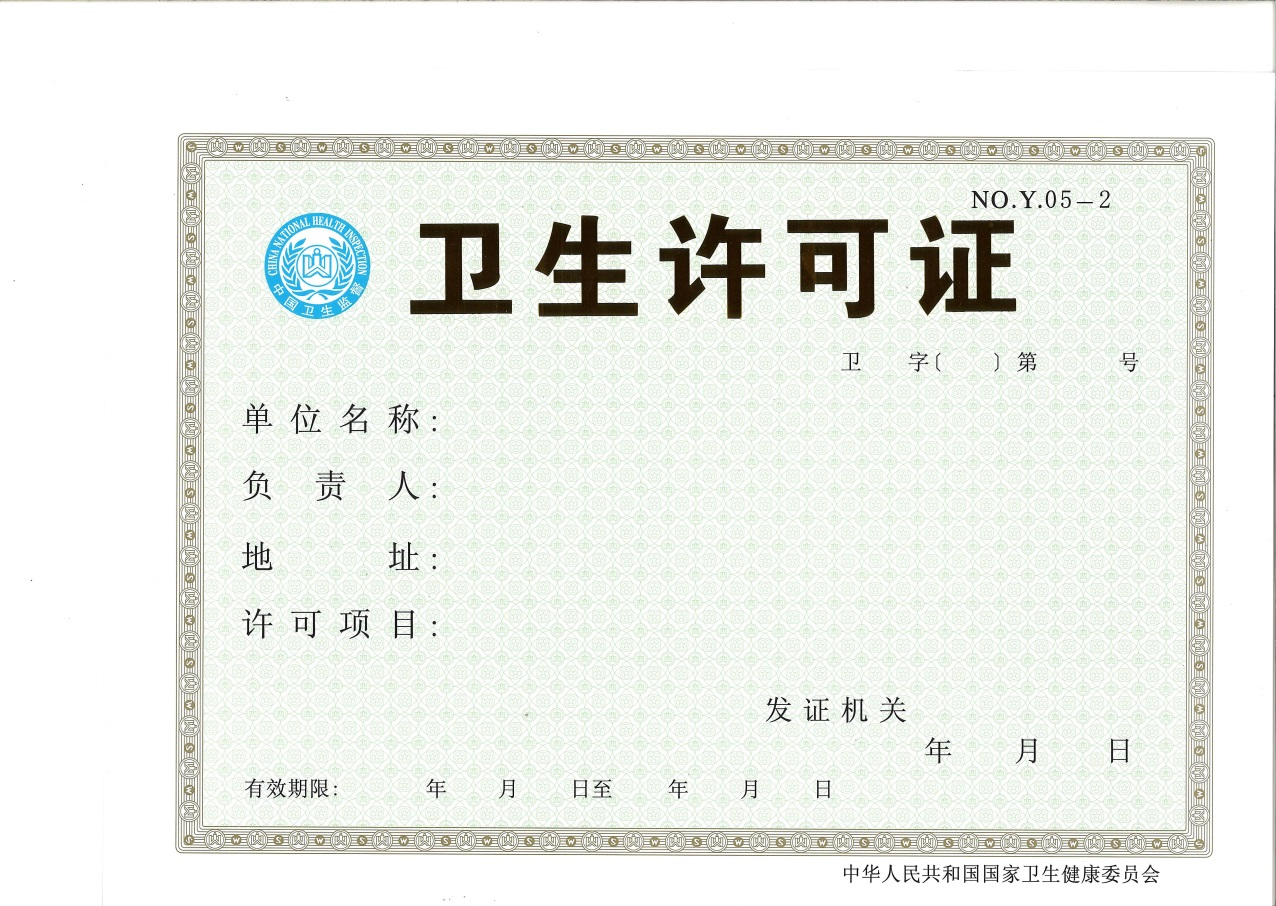 NO.Y.05－2
CHINA NATIONAL HEALTH INSPECTION
中国卫生监督
卫生许可证
卫 字〔 〕第 号
单位名称：
负责人：
地址：
许可项目：
发证机关
年 月 日
有效期限： 年 月 日至 年 月 日
中华人民共和国国家卫生健康委员会